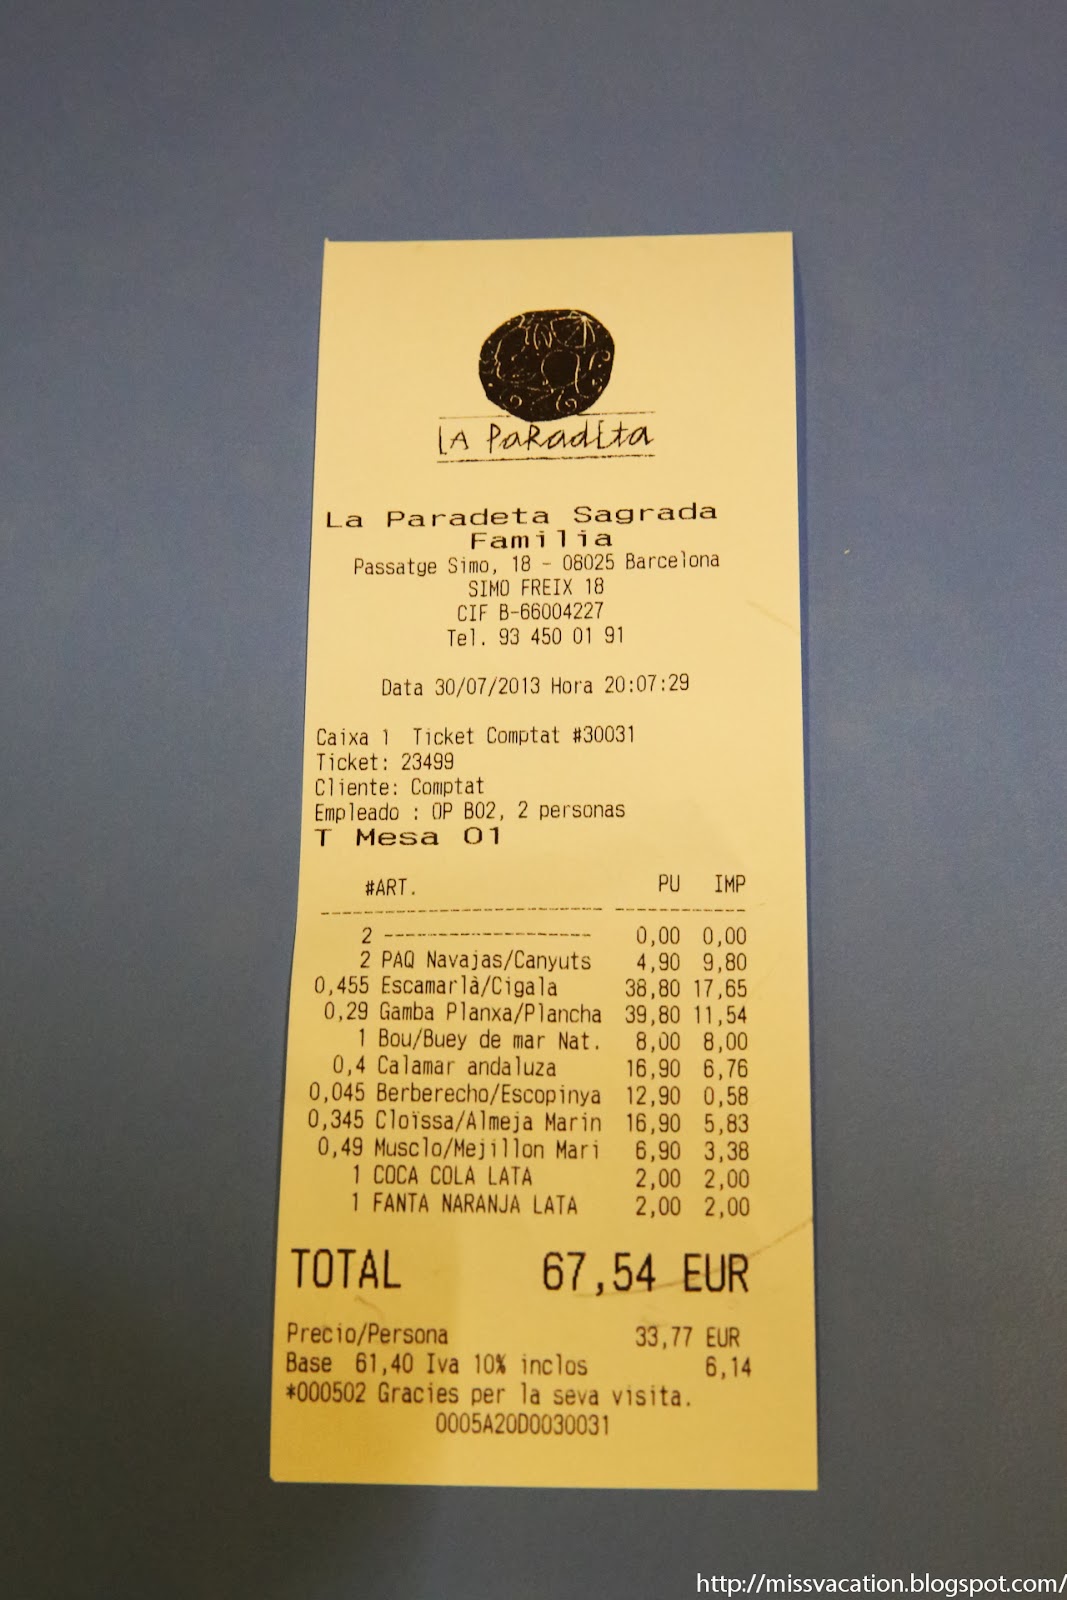 LA PaRadEta
La Paradeta Sagrada
Familia
Passatge Simo, 18 - 08025 Barcelona
SIMO FREIX 18
CIF B-66004227
Tel. 93 450 01 91
Data 30/07/2013 Hora 20:07:29
Caixa 1 Ticket Comptat #30031
Ticket: 23499
Cliente: Comptat
Empleado : OP B02, 2 personas
T Mesa 01
#ART. PU IMP
2 -------------------- 0,00 0,00
2 PAQ Navajas/Canyuts 4,90 9,80
0,455 Escamarlà/Cigala 38,80 17,65
0,29 Gamba Planxa/Plancha 39,80 11,54
1 Bou/Buey de mar Nat. 8,00 8,00
0,4 Calamar andaluza 16,90 6,76
0,045 Berberecho/Escopinya 12,90 0,58
0,345 Cloïssa/Almeja Marin 16,90 5,83
0,49 Musclo/Mejillon Mari 6,90 3,38
1 COCA COLA LATA 2,00 2,00
1 FANTA NARANJA LATA 2,00 2,00
TOTAL 67,54 EUR
Precio/Persona 33,77 EUR
Base 61,40 Iva 10% inclos 6,14
*000502 Gracies per la seva visita.
0005A20D0030031
http://missvacation.blogspot.com/